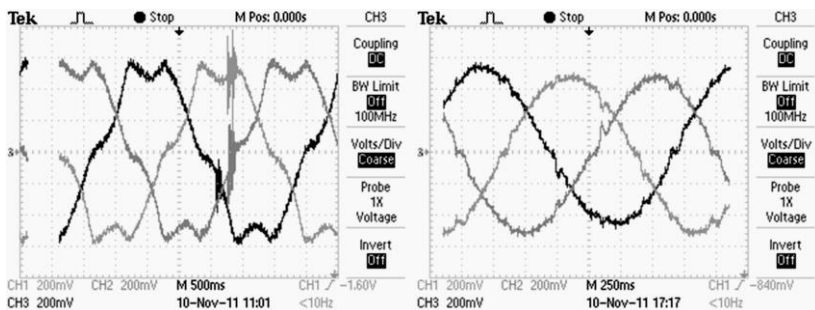 Tek Stop M Pos: 0.000s CH3
Coupling
DC
BW Limit
Off
100MHz
Volts/Div
Coarse
3
Probe
1X
Voltage
Invert
Off
CH1 200mV CH2 200mV M 500ms CH1 -1.60V
CH3 200mV 10-Nov-11 11:01 <10Hz
Tek Stop M Pos: 0.000s CH3
Coupling
DC
BW Limit
Off
100MHz
Volts/Div
Coarse
3
Probe
1X
Voltage
Invert
Off
CH1 200mV CH2 200mV M 250ms CH1 -840mV
CH3 200mV 10-Nov-11 17:17 <10Hz